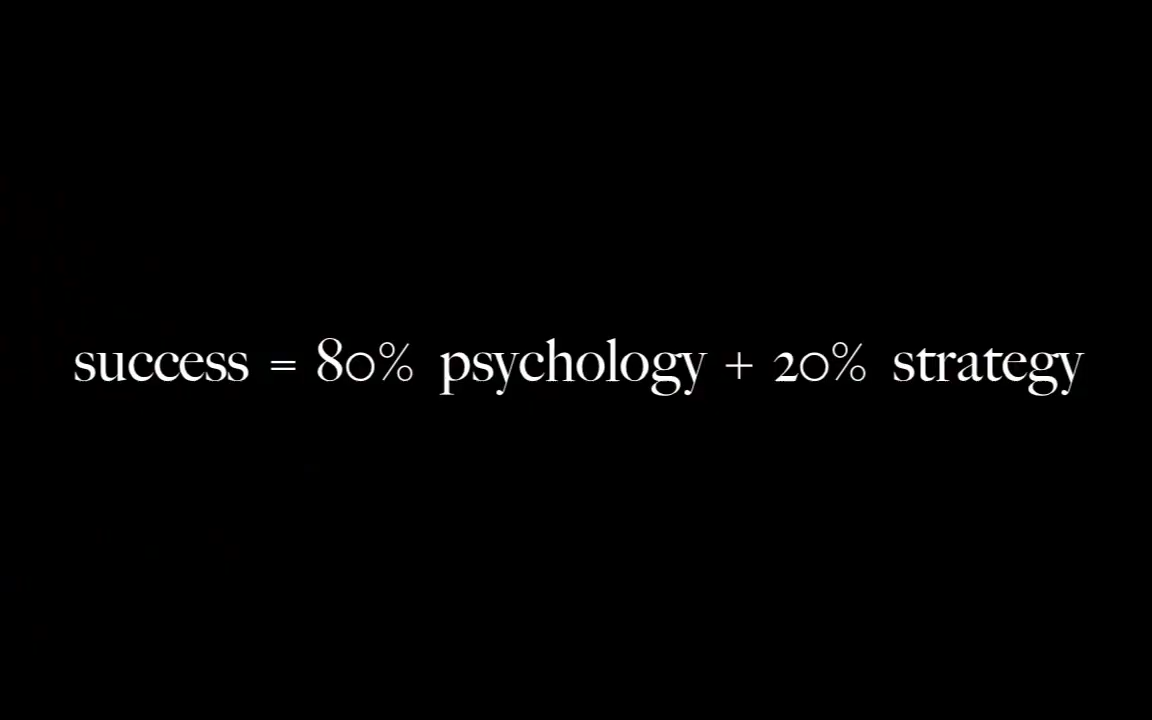 success = 80% psychology + 20% strategy